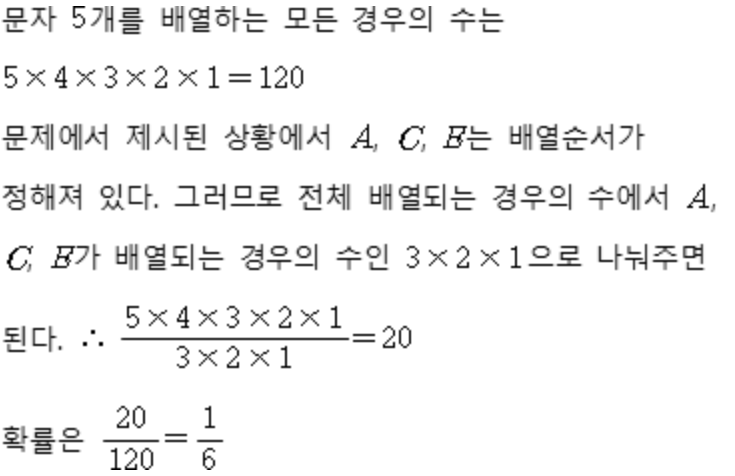 문자 5개를 배열하는 모든 경우의 수는
5×4×3×2×1=120
문제에서 제시된 상황에서 A, C, E는 배열순서가
정해져 있다. 그러므로 전체 배열되는 경우의 수에서 A,
C, E가 배열되는 경우의 수인 3×2×1으로 나눠주면
된다. ∴ (5×4×3×2×1)/(3×2×1)=20
확률은 20/120=1/6